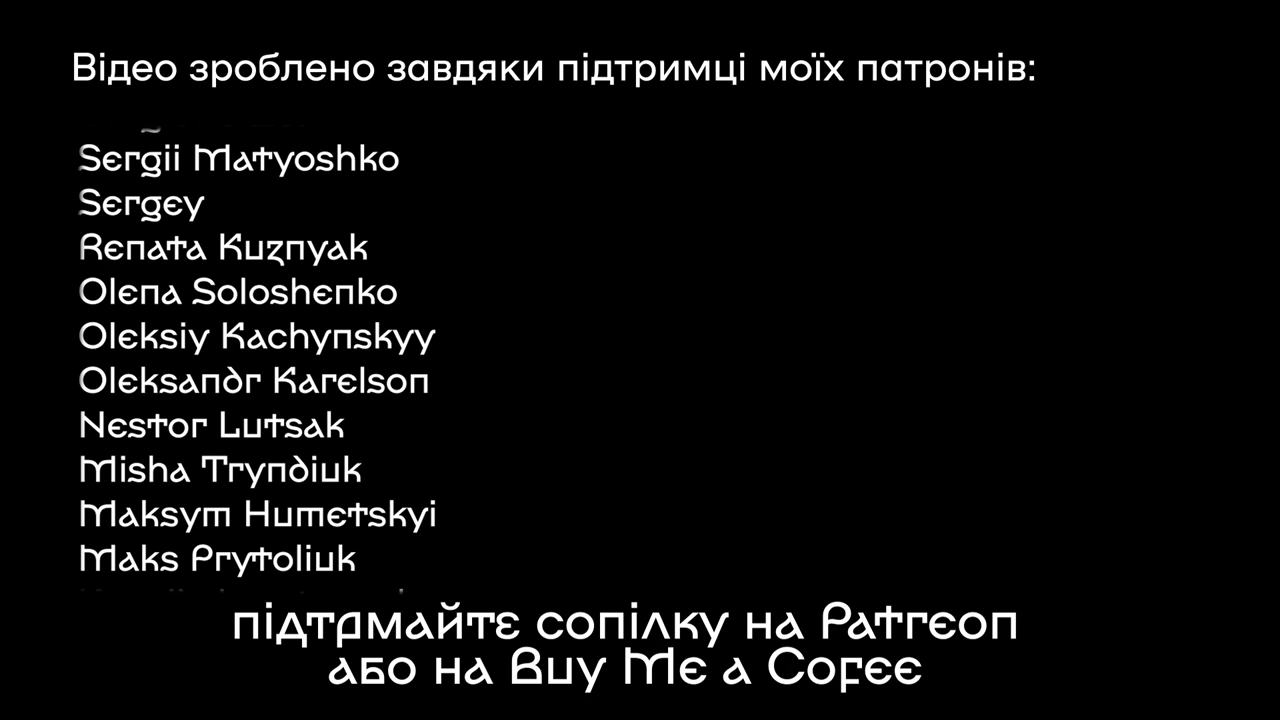 Відео зроблено завдяки підтримці моїх патронів:
Sergii Matyoshko
Sergey
Renata Kuznyak
Olena Soloshenko
Oleksiy Kachynskyy
Oleksandr Karelson
Nestor Lutsak
Misha Tryndiuk
Maksym Humetskyi
Maks Prytoliuk
підтрмайте сопілку на Patreon
або на Buy Me a Cofee